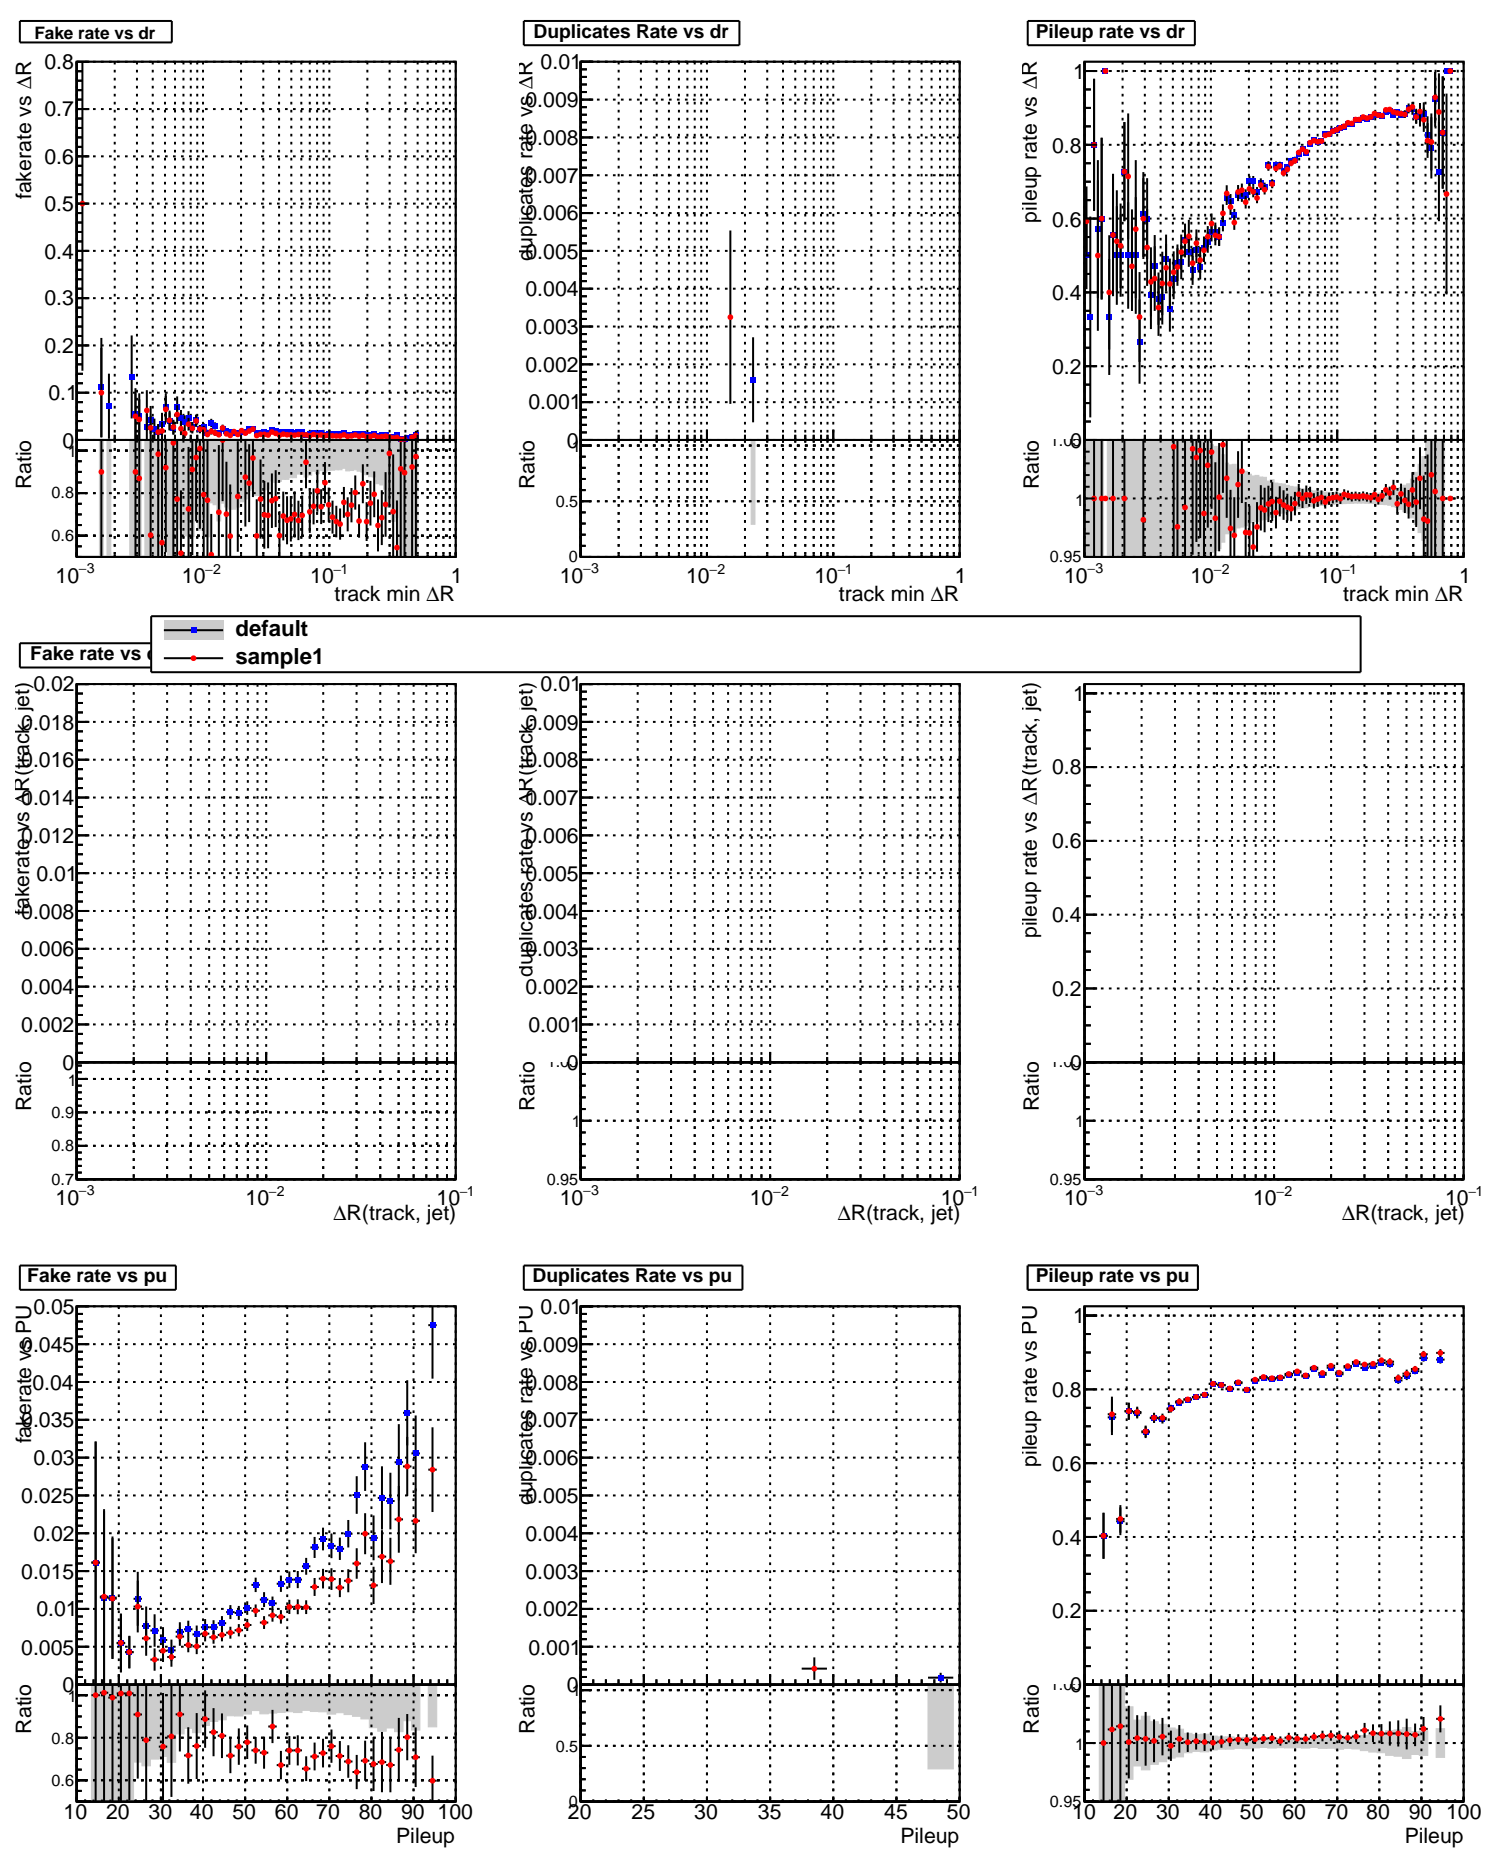 Fake rate vs dr
fakerate vs ΔR
0.8
0.7
0.6
0.5
0.4
0.3
0.2
0.1
0
Ratio
1
0.8
0.6
10⁻³ 10⁻² 10⁻¹ 1
track min ΔR
Duplicates Rate vs dr
duplicates rate vs ΔR
0.01
0.009
0.008
0.007
0.006
0.005
0.004
0.003
0.002
0.001
0
Ratio
1
0.5
0
10⁻³ 10⁻² 10⁻¹ 1
track min ΔR
Pileup rate vs dr
pileup rate vs ΔR
1
0.8
0.6
0.4
0.2
Ratio
1
0.95
10⁻³ 10⁻² 10⁻¹ 1
track min ΔR
default
sample1
Fake rate vs
fakerate vs ΔR(track, jet)
0.02
0.018
0.016
0.014
0.012
0.01
0.008
0.006
0.004
0.002
0
Ratio
1
0.9
0.8
0.7
10⁻³ 10⁻² 10⁻¹
ΔR(track, jet)
duplicates rate vs ΔR(track, jet)
0.01
0.009
0.008
0.007
0.006
0.005
0.004
0.003
0.002
0.001
0
Ratio
1
0.95
10⁻³ 10⁻² 10⁻¹
ΔR(track, jet)
pileup rate vs ΔR(track, jet)
1
0.8
0.6
0.4
0.2
0
Ratio
1
0.95
10⁻³ 10⁻² 10⁻¹
ΔR(track, jet)
Fake rate vs pu
fakerate vs PU
0.05
0.045
0.04
0.035
0.03
0.025
0.02
0.015
0.01
0.005
0
Ratio
1
0.8
0.6
10 20 30 40 50 60 70 80 90 100
Pileup
Duplicates Rate vs pu
duplicates rate vs PU
0.01
0.009
0.008
0.007
0.006
0.005
0.004
0.003
0.002
0.001
0
Ratio
1
0.5
0
20 25 30 35 40 45 50
Pileup
Pileup rate vs pu
pileup rate vs PU
1
0.8
0.6
0.4
0.2
0
Ratio
1
0.95
10 20 30 40 50 60 70 80 90 100
Pileup